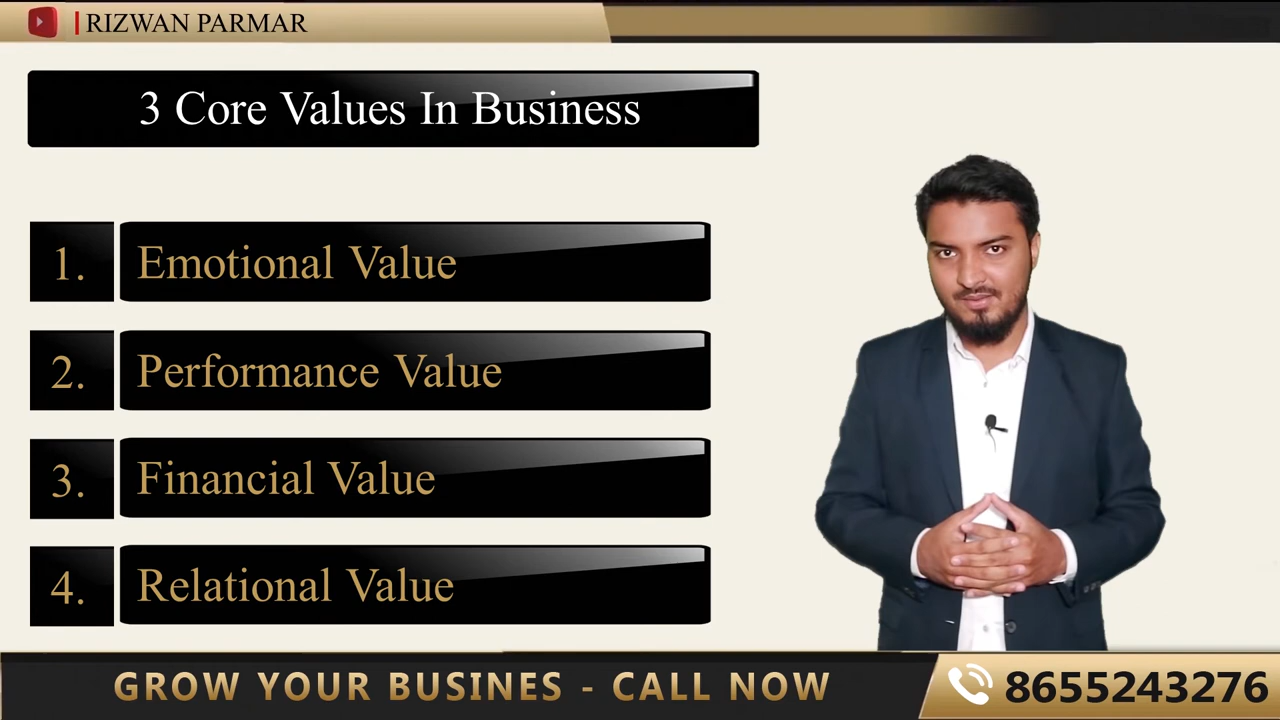 RIZWAN PARMAR
3 Core Values In Business
1. Emotional Value
2. Performance Value
3. Financial Value
4. Relational Value
GROW YOUR BUSINES - CALL NOW
8655243276